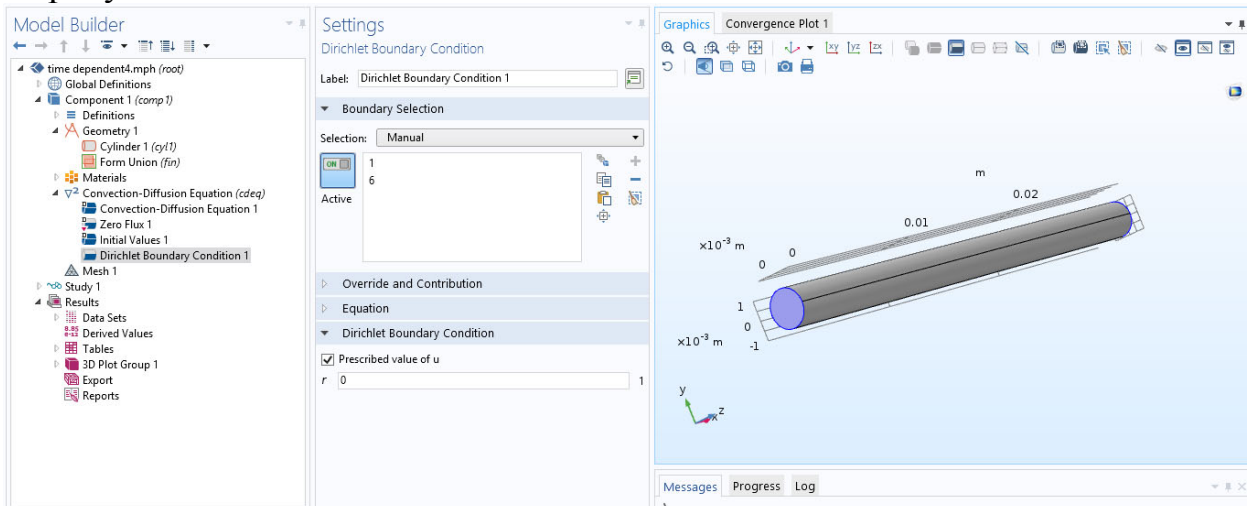 Model Builder
time dependent4.mph (root)
Global Definitions
Component 1 (comp1)
Definitions
Geometry 1
Cylinder 1 (cyl1)
Form Union (fin)
Materials
Convection-Diffusion Equation (cdeq)
Convection-Diffusion Equation 1
Zero Flux 1
Initial Values 1
Dirichlet Boundary Condition 1
Mesh 1
Study 1
Results
Data Sets
Derived Values
Tables
3D Plot Group 1
Export
Reports
Settings
Dirichlet Boundary Condition
Label: Dirichlet Boundary Condition 1
Boundary Selection
Selection: Manual
ON
Active
1
6
Override and Contribution
Equation
Dirichlet Boundary Condition
Prescribed value of u
r 0 1
Graphics Convergence Plot 1
xy yz zx
m
0.02
0.01
×10⁻³ m 0
0
1
0
×10⁻³ m -1
y
z
x
Messages Progress Log